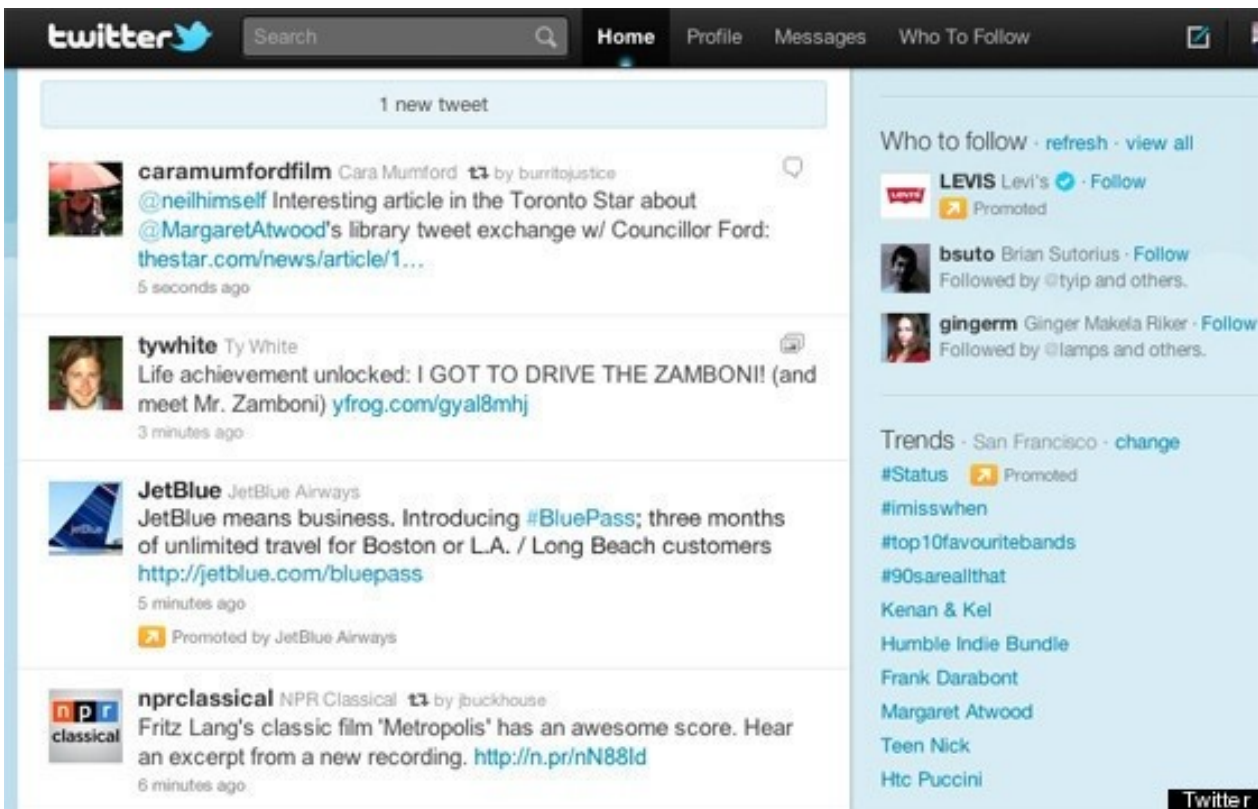 twitter Search Home Profile Messages Who To Follow
1 new tweet
caramumfordfilm Cara Mumford by burritojustice
@neilhimself Interesting article in the Toronto Star about
@MargaretAtwood's library tweet exchange w/ Councillor Ford:
thestar.com/news/article/1…
5 seconds ago
tywhite Ty White
Life achievement unlocked: I GOT TO DRIVE THE ZAMBONI! (and
meet Mr. Zamboni) yfrog.com/gyal8mhj
3 minutes ago
jetBlue
JetBlue JetBlue Airways
JetBlue means business. Introducing #BluePass; three months
of unlimited travel for Boston or L.A. / Long Beach customers
http://jetblue.com/bluepass
5 minutes ago
Promoted by JetBlue Airways
npr
classical
nprclassical NPR Classical by jbuckhouse
Fritz Lang's classic film 'Metropolis' has an awesome score. Hear
an excerpt from a new recording. http://n.pr/nN88Id
6 minutes ago
Who to follow · refresh · view all
LEVI'S
LEVIS Levi's · Follow
Promoted
bsuto Brian Sutorius · Follow
Followed by @tyip and others.
gingerm Ginger Makela Riker · Follow
Followed by @lamps and others.
Trends · San Francisco · change
#Status Promoted
#imisswhen
#top10favouritebands
#90sareallthat
Kenan & Kel
Humble Indie Bundle
Frank Darabont
Margaret Atwood
Teen Nick
Htc Puccini
Twitter